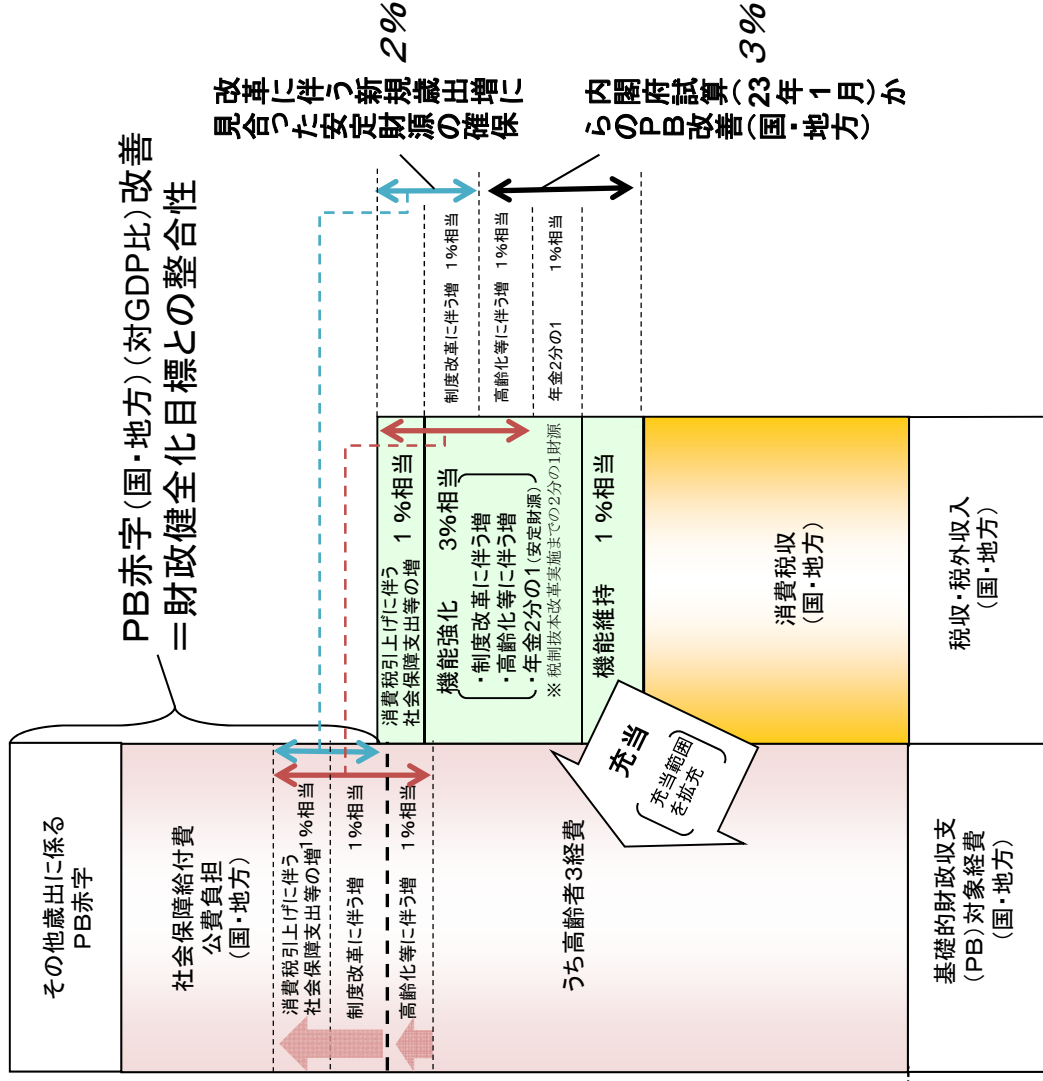 PB赤字(国・地方)(対GDP比)改善
＝財政健全化目標との整合性
改革に伴う新規歳出増に
見合った安定財源の確保
2%
内閣府試算(23年1月)か
らのPB改善(国・地方)
3%
その他歳出に係る
PB赤字
社会保障給付費
公費負担
(国・地方)
消費税引上げに伴う
社会保障支出等の増 1%相当
制度改革に伴う増 1%相当
高齢化等に伴う増 1%相当
うち高齢者3経費
基礎的財政収支
(PB)対象経費
(国・地方)
充当
充当範囲
を拡充
消費税引上げに伴う
社会保障支出等の増 1%相当
機能強化 3%相当
・制度改革に伴う増
・高齢化等に伴う増
・年金2分の1(安定財源)
※ 税制抜本改革実施までの2分の1財源
機能維持 1%相当
消費税収
(国・地方)
税収・税外収入
(国・地方)
制度改革に伴う増 1%相当
高齢化等に伴う増 1%相当
年金2分の1 1%相当